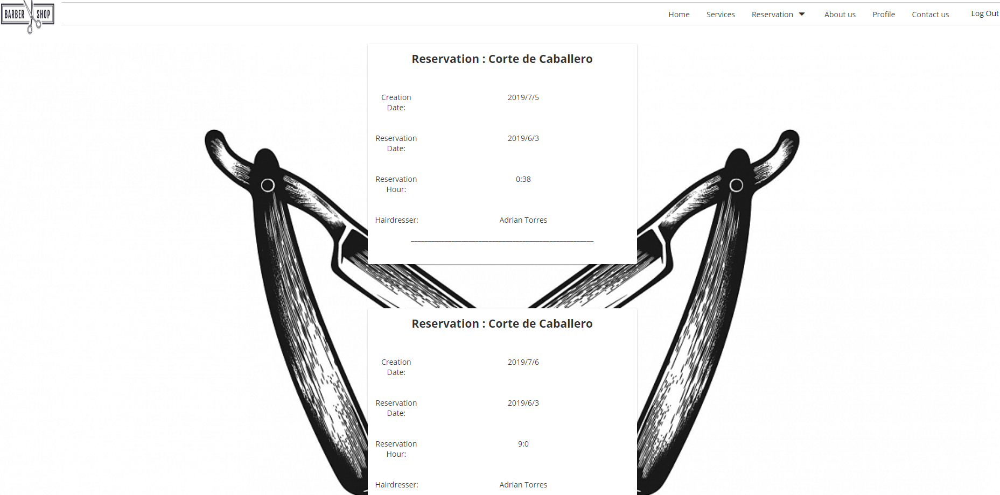 BARBER SHOP
Home Services Reservation About us Profile Contact us Log Out
Reservation : Corte de Caballero
Creation
Date:
2019/7/5
Reservation
Date:
2019/6/3
Reservation
Hour:
0:38
Hairdresser:
Adrian Torres
Reservation : Corte de Caballero
Creation
Date:
2019/7/6
Reservation
Date:
2019/6/3
Reservation
Hour:
9:0
Hairdresser:
Adrian Torres